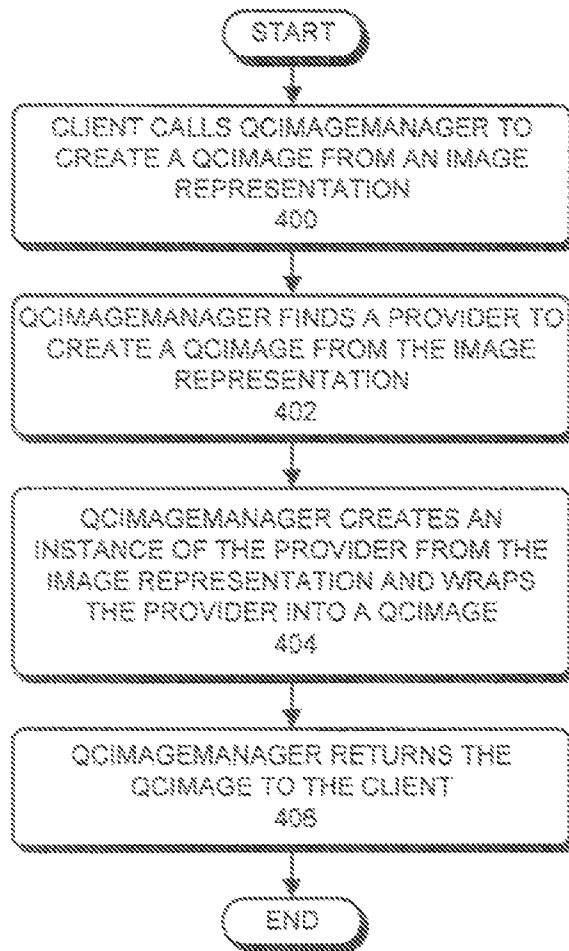 START
CLIENT CALLS QCIMAGEMANAGER TO
CREATE A QCIMAGE FROM AN IMAGE
REPRESENTATION
400
QCIMAGEMANAGER FINDS A PROVIDER TO
CREATE A QCIMAGE FROM THE IMAGE
REPRESENTATION
402
QCIMAGEMANAGER CREATES AN
INSTANCE OF THE PROVIDER FROM THE
IMAGE REPRESENTATION AND WRAPS
THE PROVIDER INTO A QCIMAGE
404
QCIMAGEMANAGER RETURNS THE
QCIMAGE TO THE CLIENT
406
END